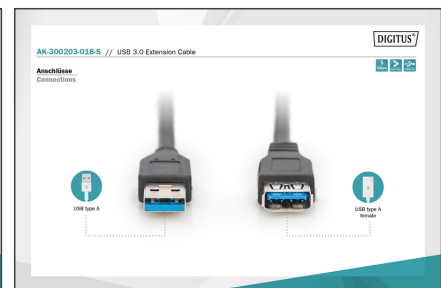 DIGITUS®
AK-300203-018-S // USB 3.0 Extension Cable
Anschlüsse
Connections
USB type A
USB type A
female